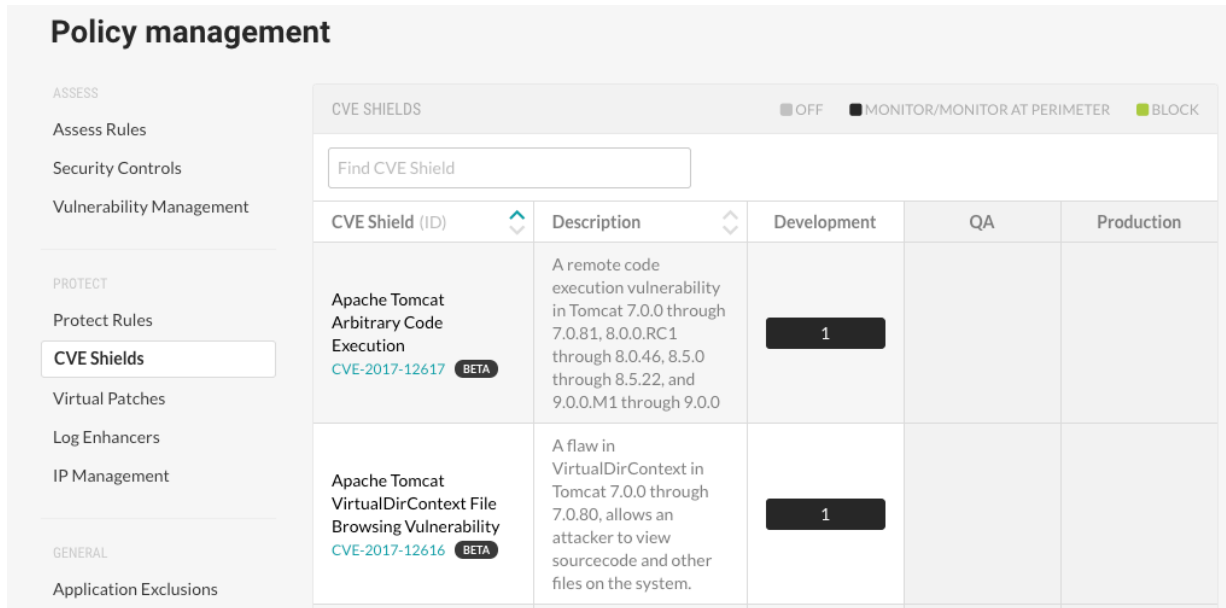 Policy management
ASSESS
Assess Rules
Security Controls
Vulnerability Management
PROTECT
Protect Rules
CVE Shields
Virtual Patches
Log Enhancers
IP Management
GENERAL
Application Exclusions
CVE SHIELDS
OFF
MONITOR/MONITOR AT PERIMETER
BLOCK
Find CVE Shield
CVE Shield (ID)
Description
Development
QA
Production
Apache Tomcat
Arbitrary Code
Execution
CVE-2017-12617 BETA
A remote code
execution vulnerability
in Tomcat 7.0.0 through
7.0.81, 8.0.0.RC1
through 8.0.46, 8.5.0
through 8.5.22, and
9.0.0.M1 through 9.0.0
1
Apache Tomcat
VirtualDirContext File
Browsing Vulnerability
CVE-2017-12616 BETA
A flaw in
VirtualDirContext in
Tomcat 7.0.0 through
7.0.80, allows an
attacker to view
sourcecode and other
files on the system.
1